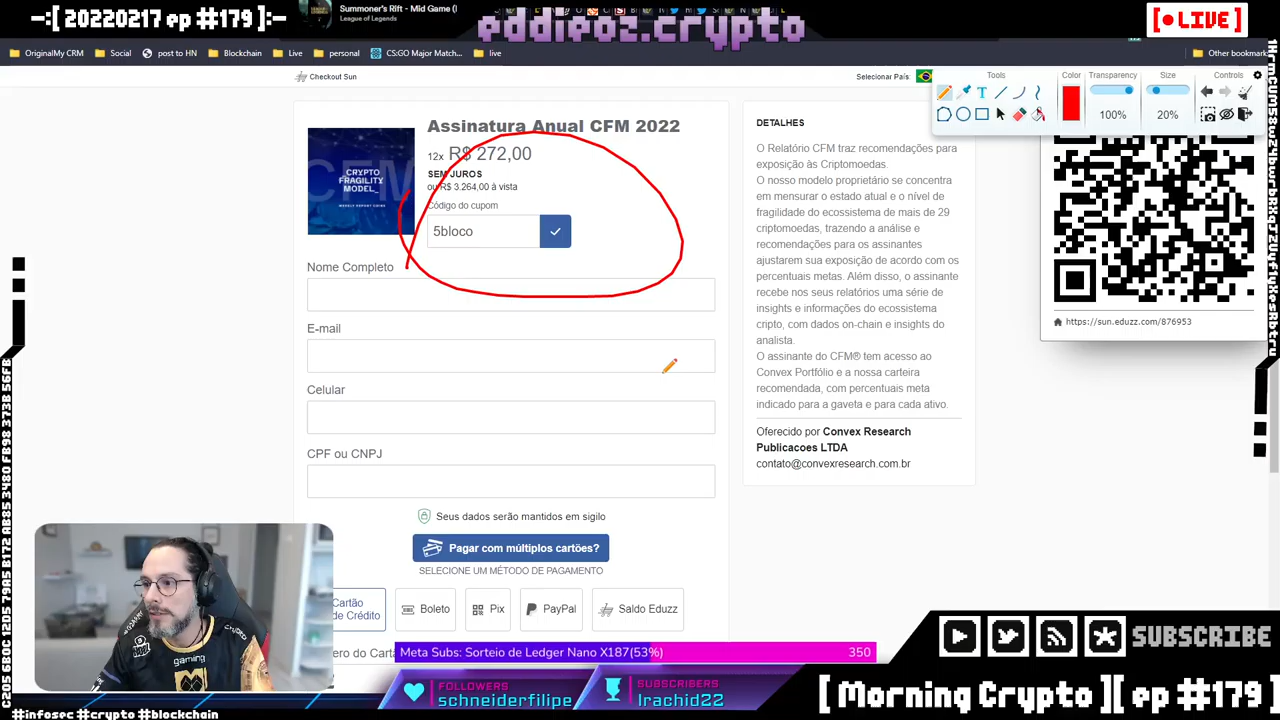 -:[ 20220217 ep #179 ]:-
Summoner's Rift - Mid Game (
League of Legends
eddieoz.crypto
[● LIVE ]
OriginalMy CRM
Social
post to HN
Blockchain
Live
personal
CS:GO Major Match...
live
Other bookmark
Checkout Sun
Selecionar País:
Tools
Color
Transparency
Size
Controls
100%
20%
CRYPTO
FRAGILITY
MODEL_
Assinatura Anual CFM 2022
12x R$ 272,00
SEM JUROS
ou R$ 3.264,00 à vista
Código do cupom
5bloco
Nome Completo
E-mail
Celular
CPF ou CNPJ
Seus dados serão mantidos em sigilo
Pagar com múltiplos cartões?
SELECIONE UM MÉTODO DE PAGAMENTO
Cartão
de Crédito
Boleto
Pix
PayPal
Saldo Eduzz
ero do Cartã
DETALHES
O Relatório CFM traz recomendações para
exposição às Criptomoedas.
O nosso modelo proprietário se concentra
em mensurar o estado atual e o nível de
fragilidade do ecossistema de mais de 29
criptomoedas, trazendo a análise e
recomendações para os assinantes
ajustarem sua exposição de acordo com os
percentuais metas. Além disso, o assinante
recebe nos seus relatórios uma série de
insights e informações do ecossistema
cripto, com dados on-chain e insights do
analista.
O assinante do CFM® tem acesso ao
Convex Portfólio e a nossa carteira
recomendada, com percentuais meta
indicado para a gaveta e para cada ativo.
Oferecido por Convex Research
Publicacoes LTDA
contato@convexresearch.com.br
https://sun.eduzz.com/876953
Meta Subs: Sorteio de Ledger Nano X187(53%)
350
FOLLOWERS
schneiderfilipe
SUBSCRIBERS
lrachid22
SUBSCRIBE
[ Morning Crypto ][ ep #179 ]
gaming
#infosec #crypto #blockchain